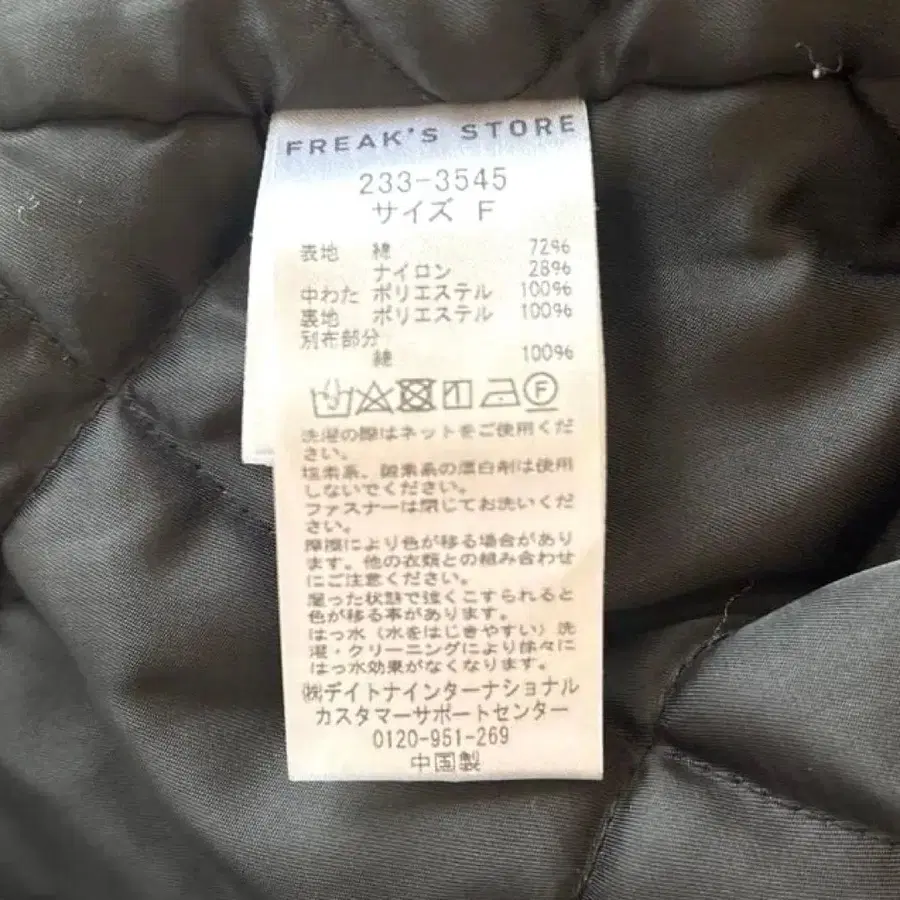 FREAK'S STORE
233-3545
サイズ F
表地 綿 72%
ナイロン 28%
中わた ポリエステル 100%
裏地 ポリエステル 100%
別布部分
綿 100%
F
洗濯の際はネットをご使用くだ
さい。
塩素系、酸素系の漂白剤は使用
しないでください。
ファスナーは閉じてお洗いくだ
さい。
摩擦により色が移る場合があり
ます。他の衣類との組み合わせ
にご注意ください。
湿った状態で強くこすられると
色が移る事があります。
はっ水（水をはじきやすい）洗
濯・クリーニングにより徐々に
はっ水効果がなくなります。
㈱デイトナインターナショナル
カスタマーサポートセンター
0120-951-269
中国製